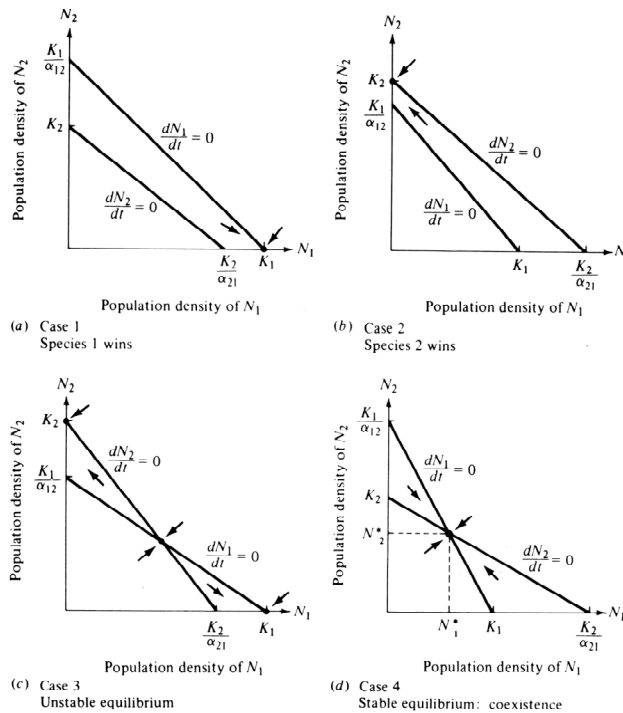 N₂
K₁/α₁₂
K₂
dN₁/dt = 0
dN₂/dt = 0
N₁
K₂/α₂₁
K₁
Population density of N₂
Population density of N₁
(a) Case 1
Species 1 wins
N₂
K₂
K₁/α₁₂
dN₂/dt = 0
dN₁/dt = 0
N
K₁
K₂/α₂₁
Population density of N₂
Population density of N₁
(b) Case 2
Species 2 wins
N₂
K₂
dN₂/dt = 0
K₁/α₁₂
dN₁/dt = 0
N₁
K₂/α₂₁
K₁
Population density of N₂
Population density of N₁
(c) Case 3
Unstable equilibrium
N₂
K₁/α₁₂
dN₁/dt = 0
K₂
N*₂
dN₂/dt = 0
N₁
N*₁
K₁
K₂/α₂₁
Population density of N₂
Population density of N₁
(d) Case 4
Stable equilibrium: coexistence